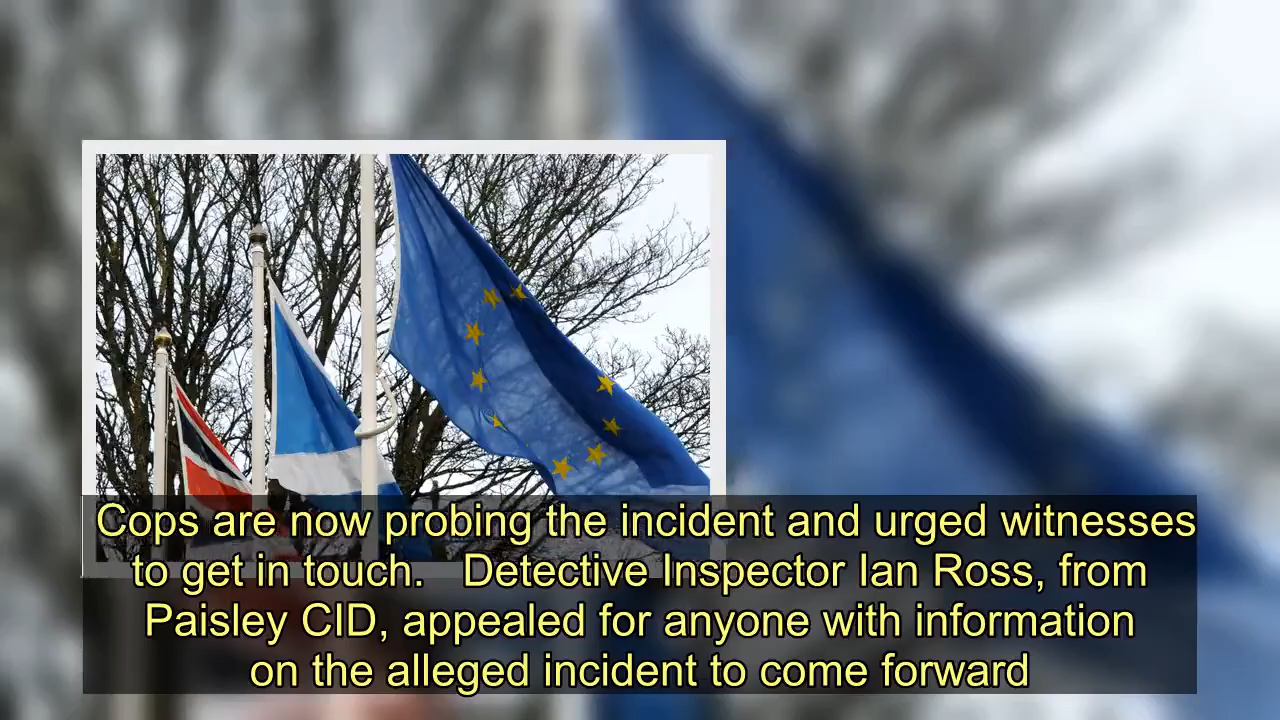 Cops are now probing the incident and urged witnesses
to get in touch.   Detective Inspector Ian Ross, from
Paisley CID, appealed for anyone with information
on the alleged incident to come forward